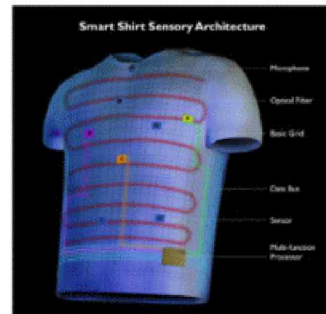 Smart Shirt Sensory Architecture
Microphone
Optical Fiber
Basic Grid
Data Bus
Sensor
Multi-function
Processor